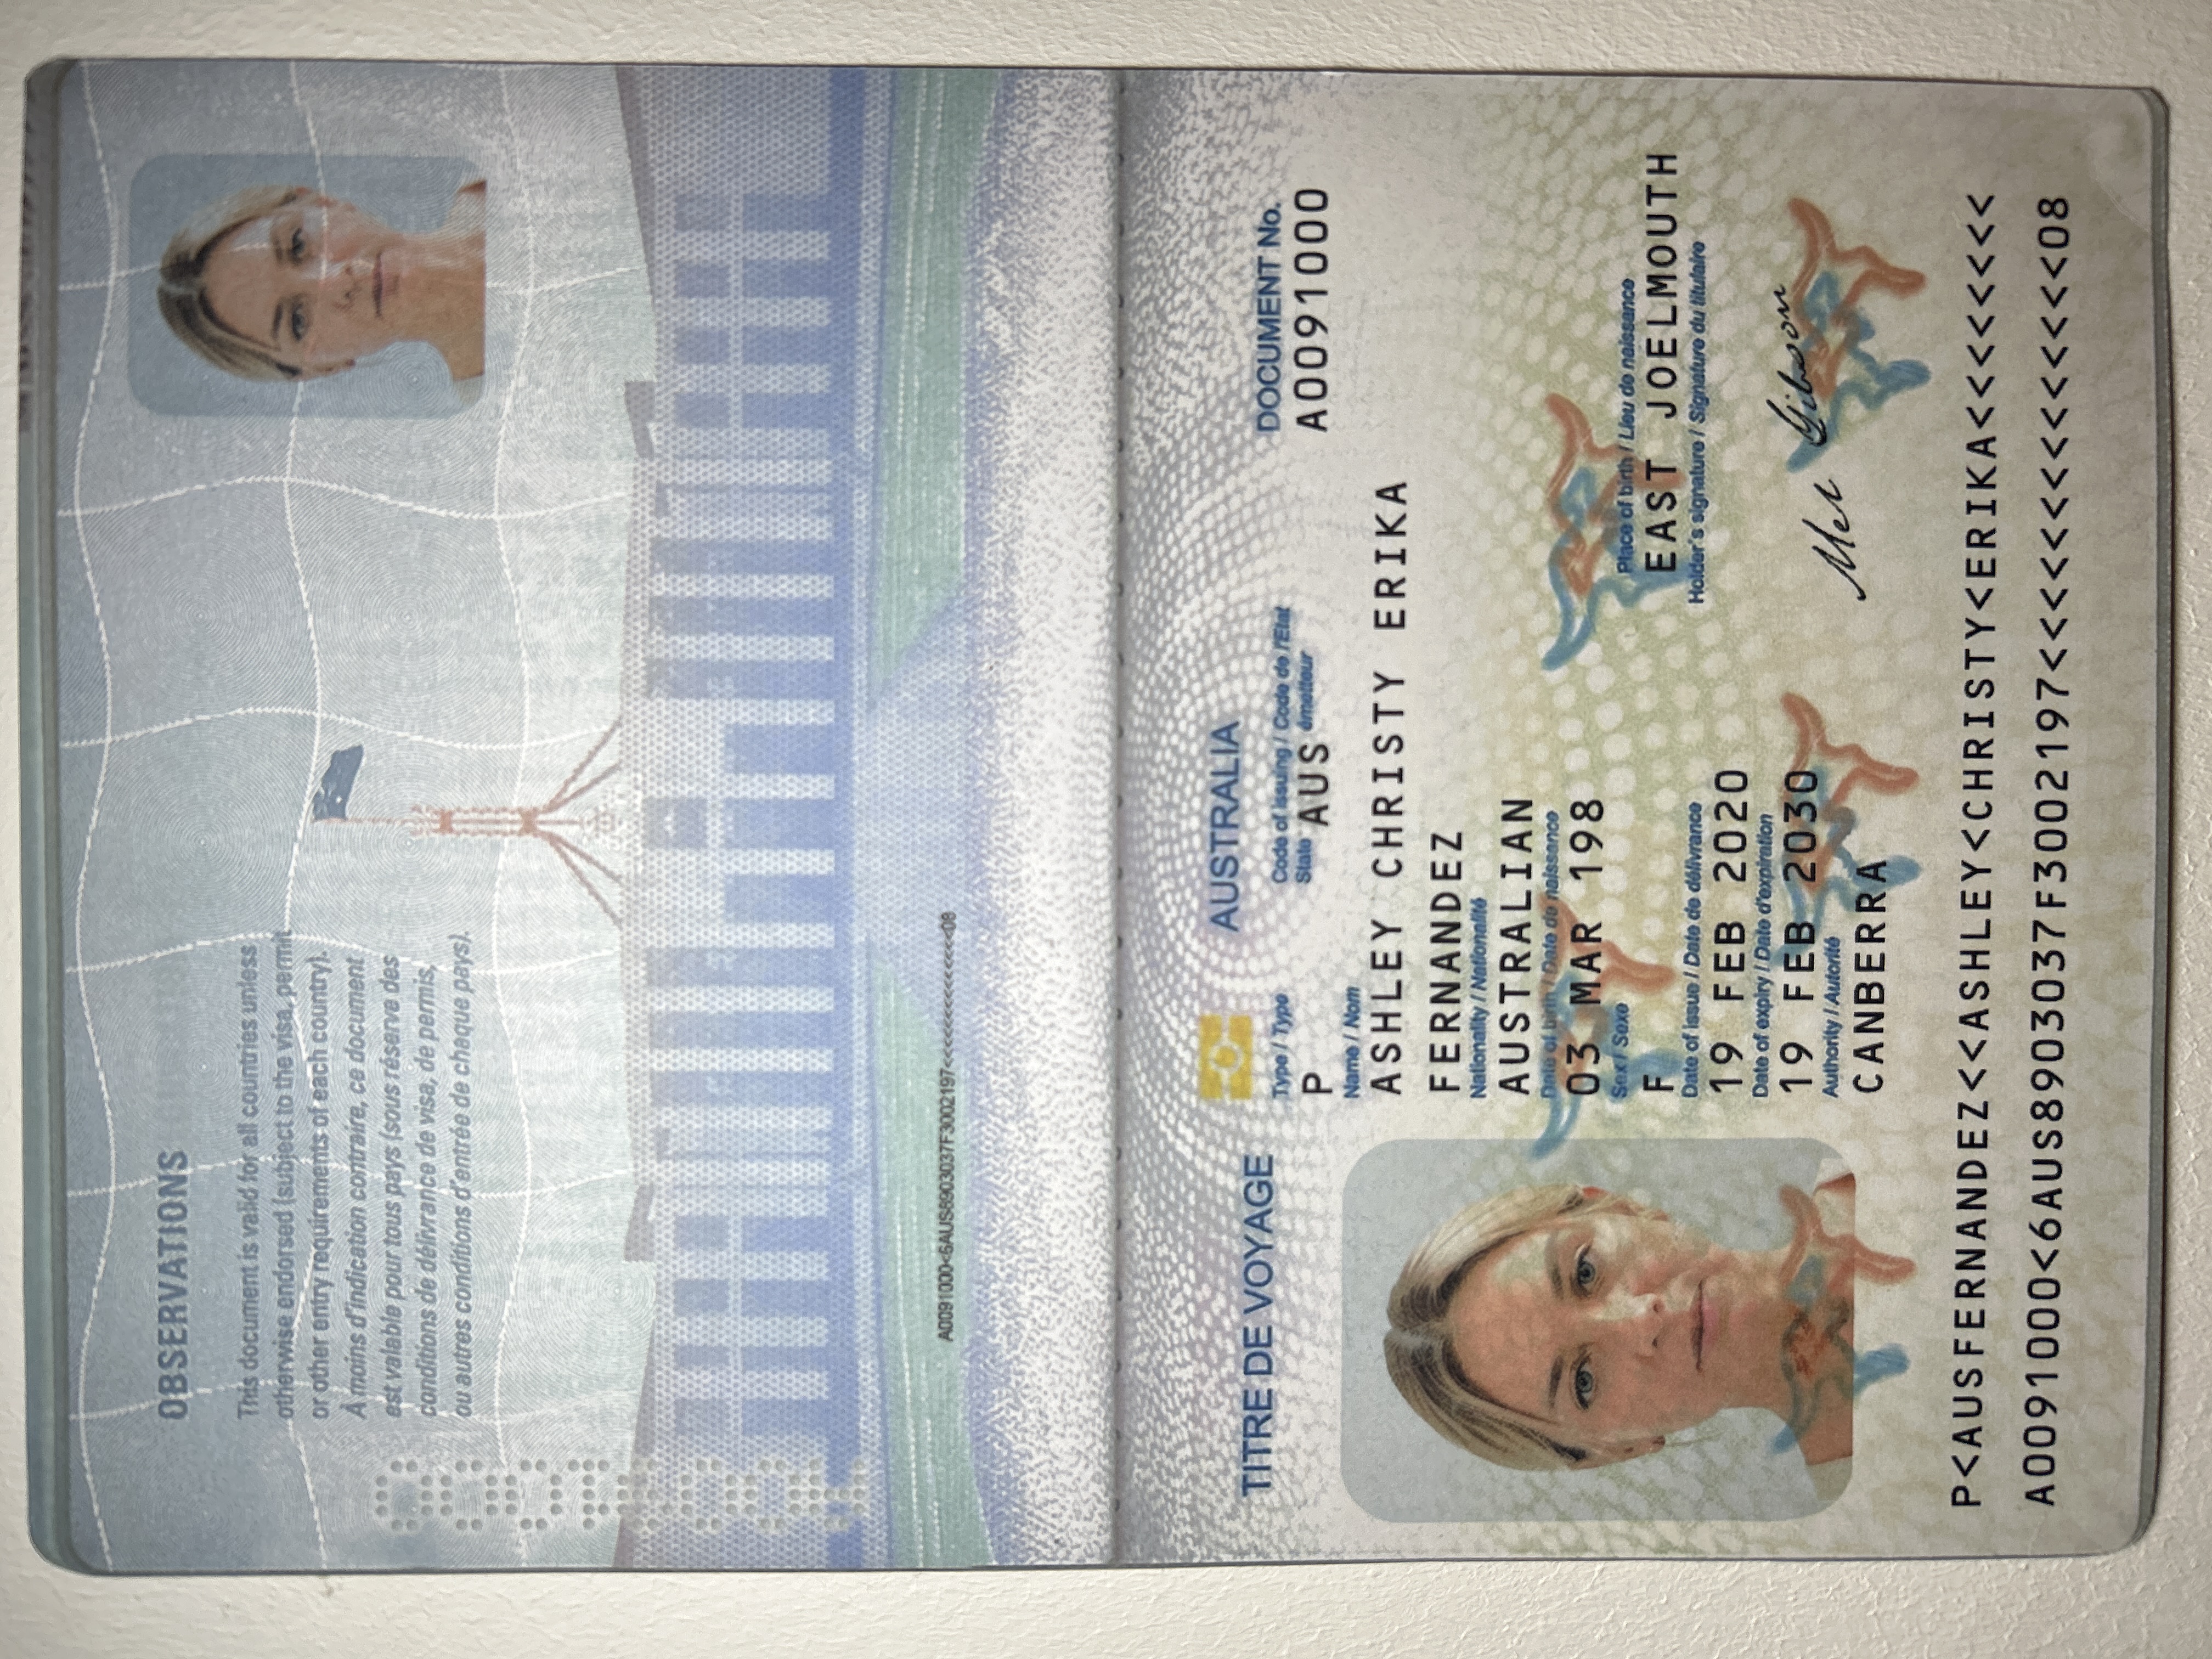 OBSERVATIONS
This document is valid for all countries unless
otherwise endorsed (subject to the visa, permit
or other entry requirements of each country).
À moins d'indication contraire, ce document
est valable pour tous pays (sous réserve des
conditions de délivrance de visa, de permis,
ou autres conditions d'entrée de chaque pays).
A0091000<6AUS8903037F3002197<<<<<<<<<<<<<<08
AUSTRALIA
TITRE DE VOYAGE
DOCUMENT No.
A0091000
Type / Type
P
Code of issuing / Code de l'Etat
State AUS émetteur
Name / Nom
ASHLEY CHRISTY ERIKA
FERNANDEZ
Nationality / Nationalité
AUSTRALIAN
Date of birth / Date de naissance
03 MAR 198
Sex / Sexe
F
Place of birth / Lieu de naissance
EAST JOELMOUTH
Date of issue / Date de délivrance
19 FEB 2020
Holder's signature / Signature du titulaire
Mel Gibson
Date of expiry / Date d'expiration
19 FEB 2030
Authority / Autorité
CANBERRA
P<AUSFERNANDEZ<<ASHLEY<CHRISTY<ERIKA<<<<<<<<
A0091000<6AUS8903037F3002197<<<<<<<<<<<<<<08